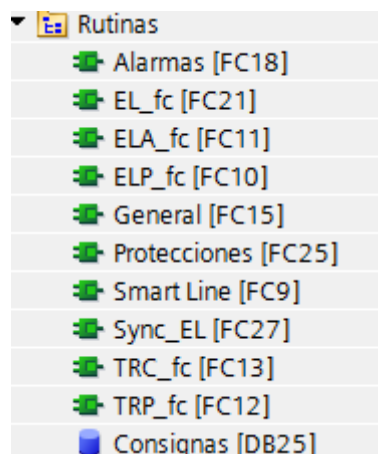 Rutinas
Alarmas [FC18]
EL_fc [FC21]
ELA_fc [FC11]
ELP_fc [FC10]
General [FC15]
Protecciones [FC25]
Smart Line [FC9]
Sync_EL [FC27]
TRC_fc [FC13]
TRP_fc [FC12]
Consignas [DB25]